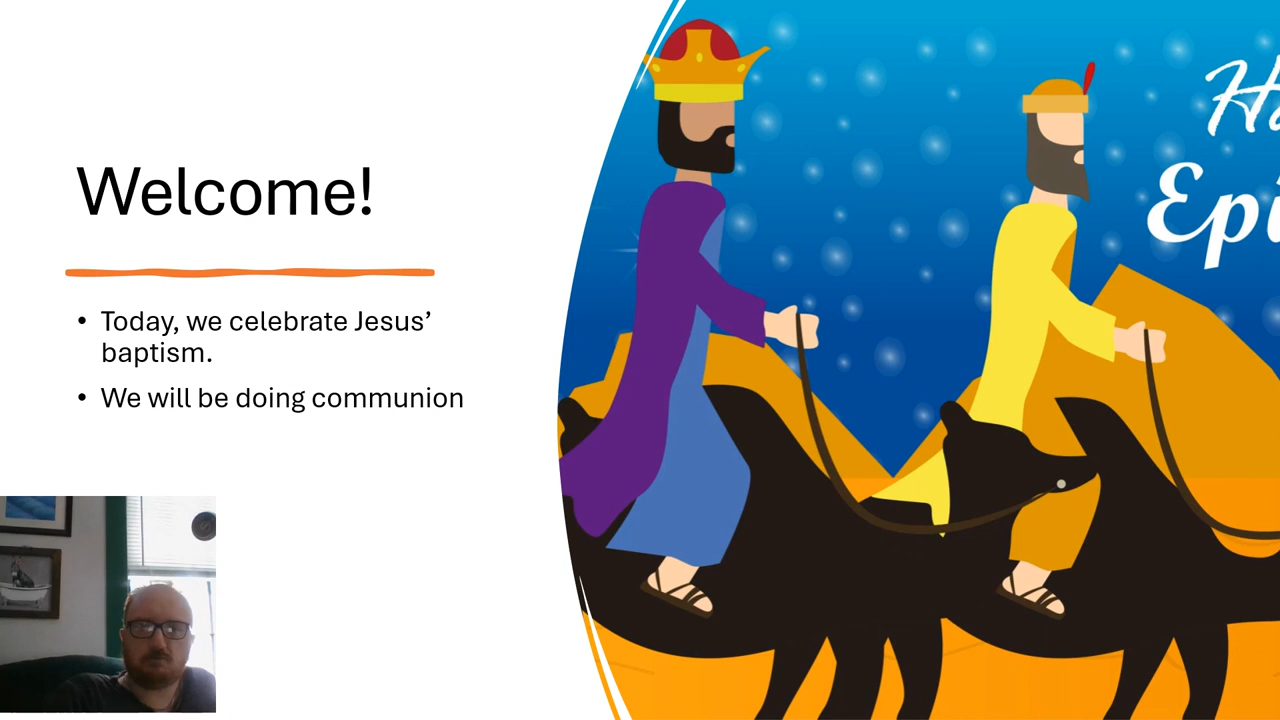 Welcome!
• Today, we celebrate Jesus’
baptism.
• We will be doing communion